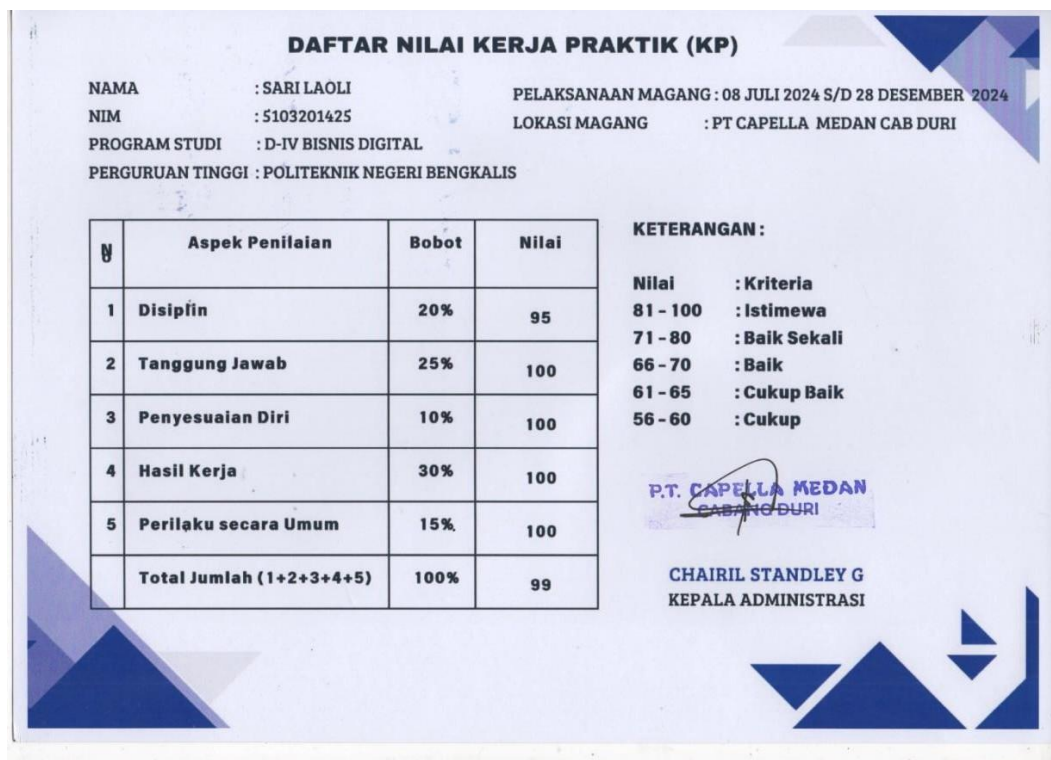 DAFTAR NILAI KERJA PRAKTIK (KP)
NAMA : SARI LAOLI
NIM : 5103201425
PROGRAM STUDI : D-IV BISNIS DIGITAL
PERGURUAN TINGGI : POLITEKNIK NEGERI BENGKALIS
PELAKSANAAN MAGANG : 08 JULI 2024 S/D 28 DESEMBER 2024
LOKASI MAGANG : PT CAPELLA MEDAN CAB DURI
NO Aspek Penilaian Bobot Nilai
1 Disiplin 20% 95
2 Tanggung Jawab 25% 100
3 Penyesuaian Diri 10% 100
4 Hasil Kerja 30% 100
5 Perilaku secara Umum 15% 100
Total Jumlah (1+2+3+4+5) 100% 99
KETERANGAN :
Nilai : Kriteria
81 - 100 : Istimewa
71 - 80 : Baik Sekali
66 - 70 : Baik
61 - 65 : Cukup Baik
56 - 60 : Cukup
P.T. CAPELLA MEDAN
CABANG DURI
CHAIRIL STANDLEY G
KEPALA ADMINISTRASI